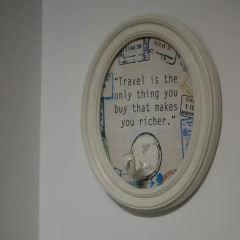 "Travel is the
only thing you
buy that makes
you richer."